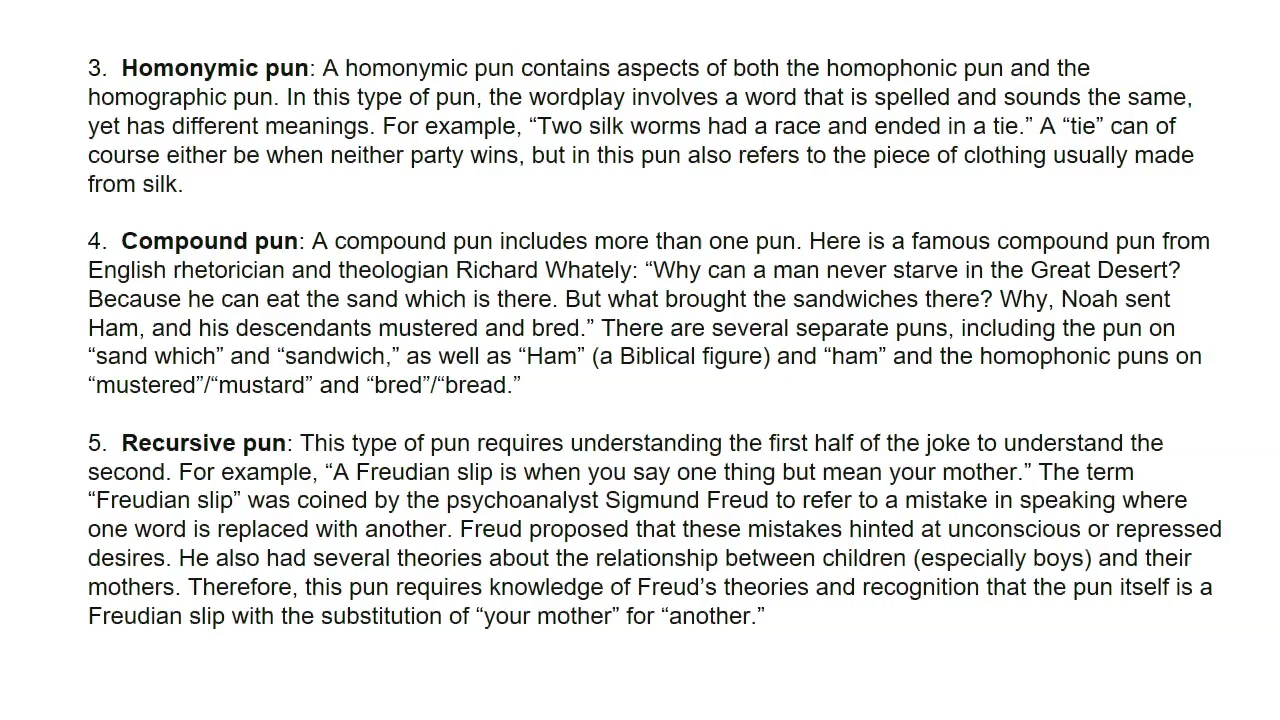 3.  Homonymic pun: A homonymic pun contains aspects of both the homophonic pun and the
homographic pun. In this type of pun, the wordplay involves a word that is spelled and sounds the same,
yet has different meanings. For example, “Two silk worms had a race and ended in a tie.” A “tie” can of
course either be when neither party wins, but in this pun also refers to the piece of clothing usually made
from silk.
4.  Compound pun: A compound pun includes more than one pun. Here is a famous compound pun from
English rhetorician and theologian Richard Whately: “Why can a man never starve in the Great Desert?
Because he can eat the sand which is there. But what brought the sandwiches there? Why, Noah sent
Ham, and his descendants mustered and bred.” There are several separate puns, including the pun on
“sand which” and “sandwich,” as well as “Ham” (a Biblical figure) and “ham” and the homophonic puns on
“mustered”/“mustard” and “bred”/“bread.”
5.  Recursive pun: This type of pun requires understanding the first half of the joke to understand the
second. For example, “A Freudian slip is when you say one thing but mean your mother.” The term
“Freudian slip” was coined by the psychoanalyst Sigmund Freud to refer to a mistake in speaking where
one word is replaced with another. Freud proposed that these mistakes hinted at unconscious or repressed
desires. He also had several theories about the relationship between children (especially boys) and their
mothers. Therefore, this pun requires knowledge of Freud’s theories and recognition that the pun itself is a
Freudian slip with the substitution of “your mother” for “another.”